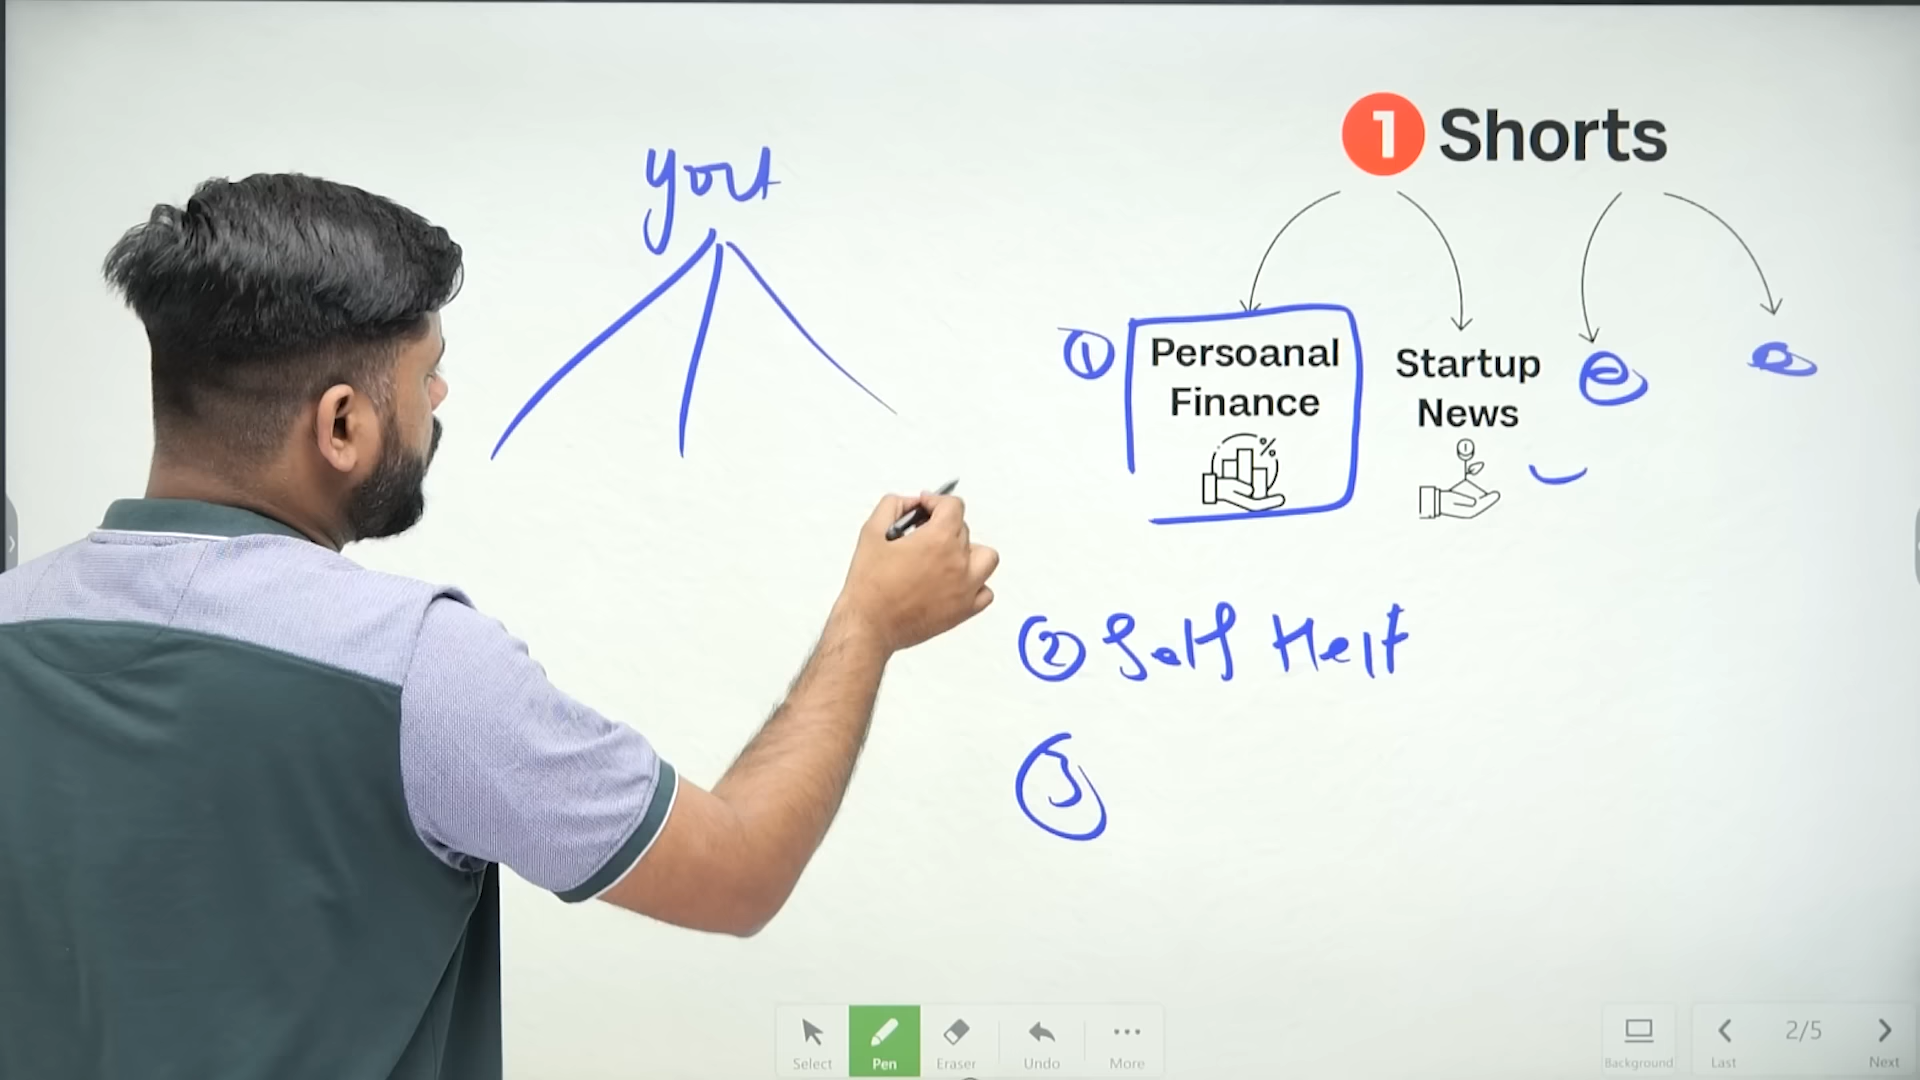 1 Shorts
your
① Persoanal
Finance
Startup
News
② Self Help
③
Select
Pen
Eraser
Undo
More
Background
Last
2/5
Next